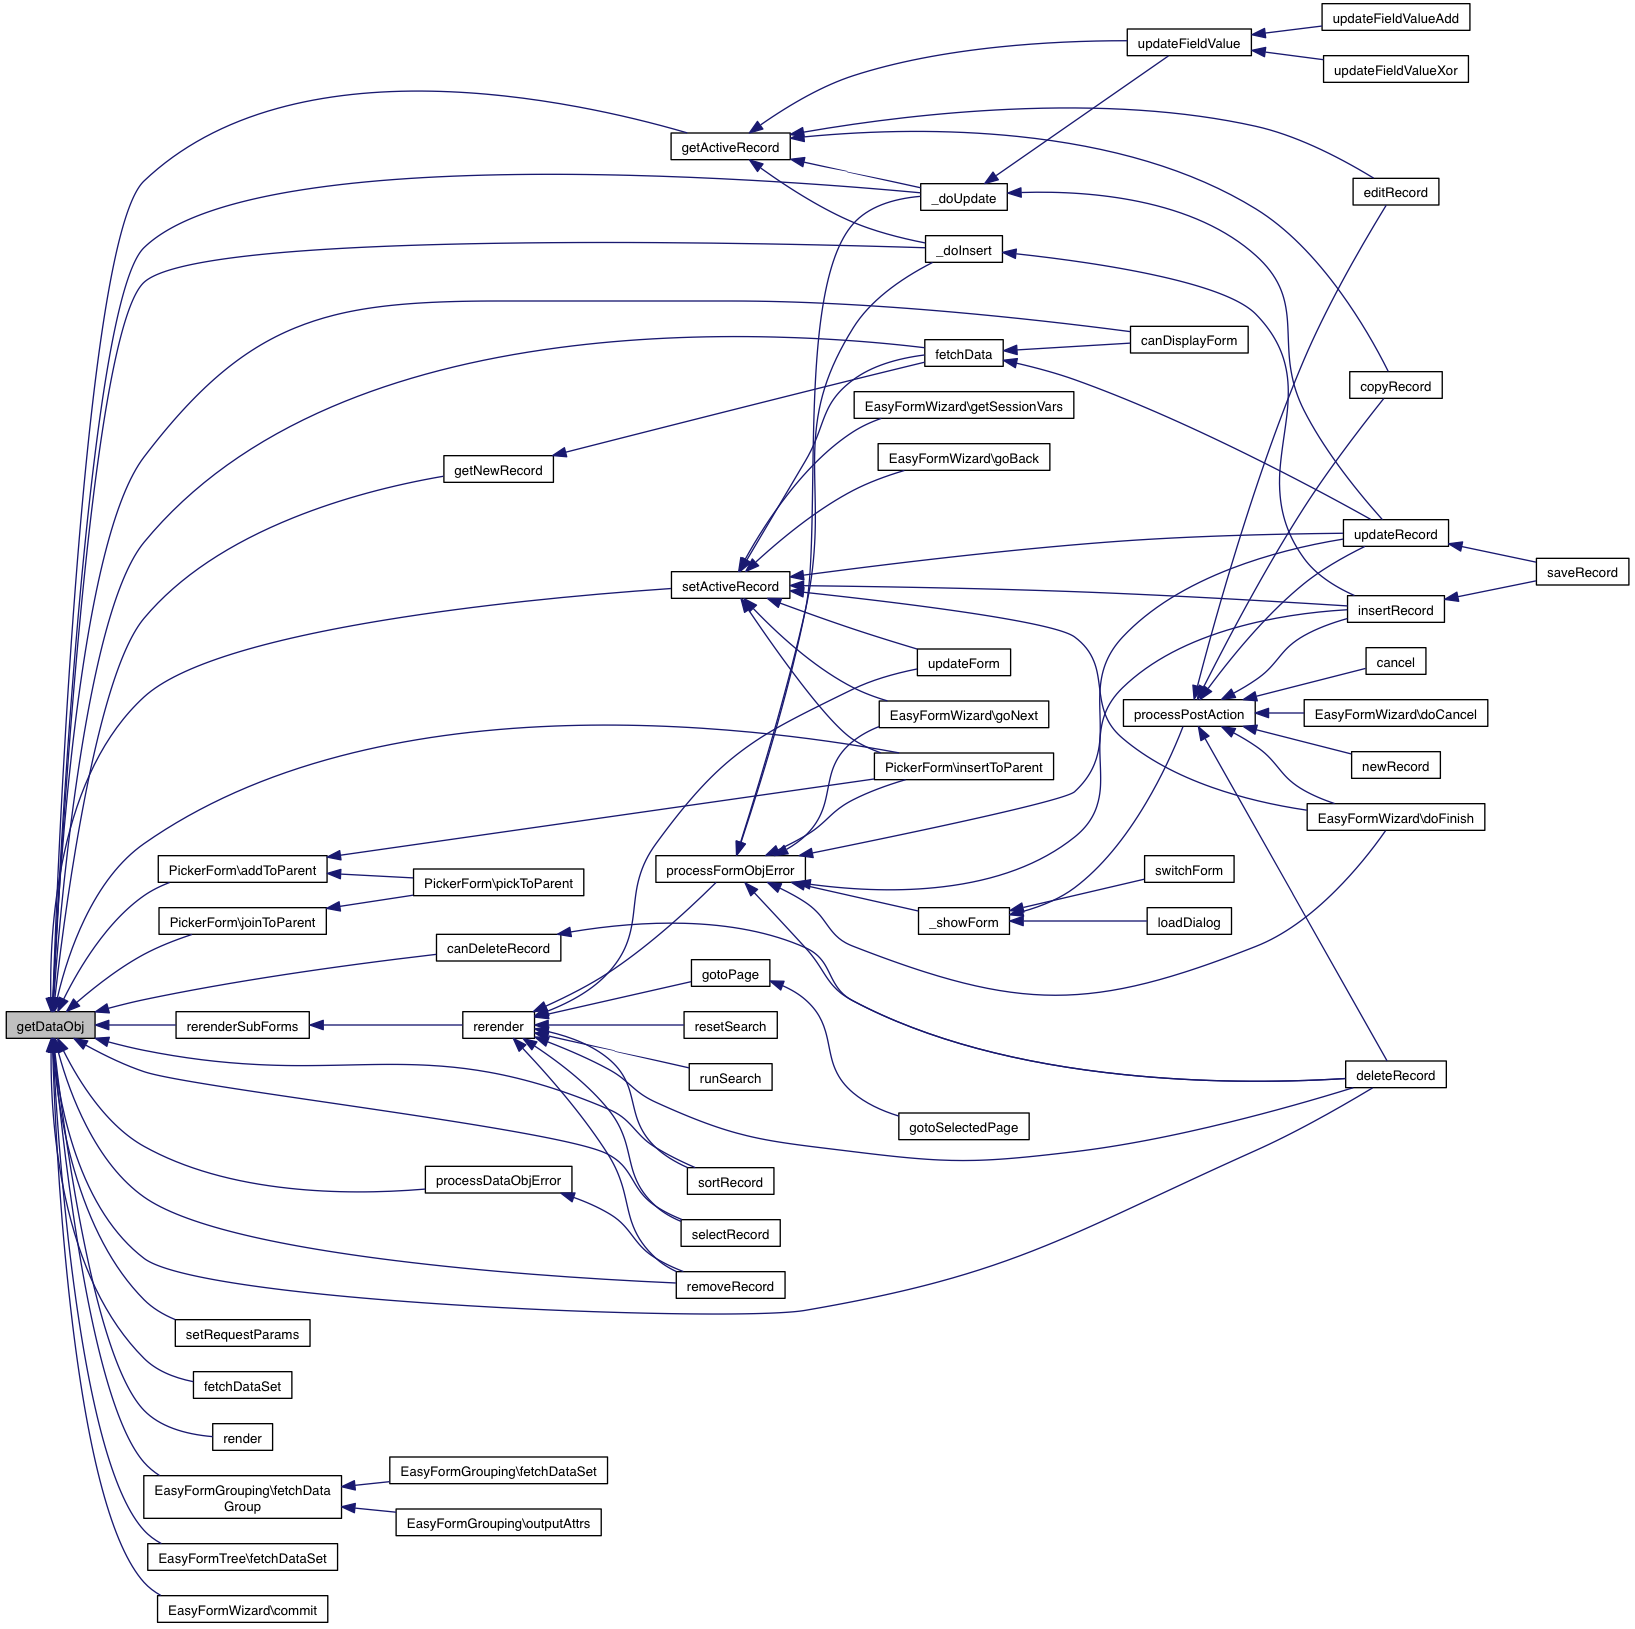 updateFieldValueAdd
updateFieldValue
updateFieldValueXor
getActiveRecord
editRecord
_doUpdate
_doInsert
canDisplayForm
fetchData
copyRecord
EasyFormWizard\getSessionVars
EasyFormWizard\goBack
getNewRecord
updateRecord
saveRecord
setActiveRecord
insertRecord
updateForm
cancel
EasyFormWizard\goNext
processPostAction
EasyFormWizard\doCancel
PickerForm\insertToParent
newRecord
EasyFormWizard\doFinish
PickerForm\addToParent
processFormObjError
switchForm
PickerForm\pickToParent
PickerForm\joinToParent
_showForm
loadDialog
canDeleteRecord
gotoPage
getDataObj
rerenderSubForms
rerender
resetSearch
runSearch
deleteRecord
gotoSelectedPage
processDataObjError
sortRecord
selectRecord
removeRecord
setRequestParams
fetchDataSet
render
EasyFormGrouping\fetchDataSet
EasyFormGrouping\fetchData
Group
EasyFormGrouping\outputAttrs
EasyFormTree\fetchDataSet
EasyFormWizard\commit